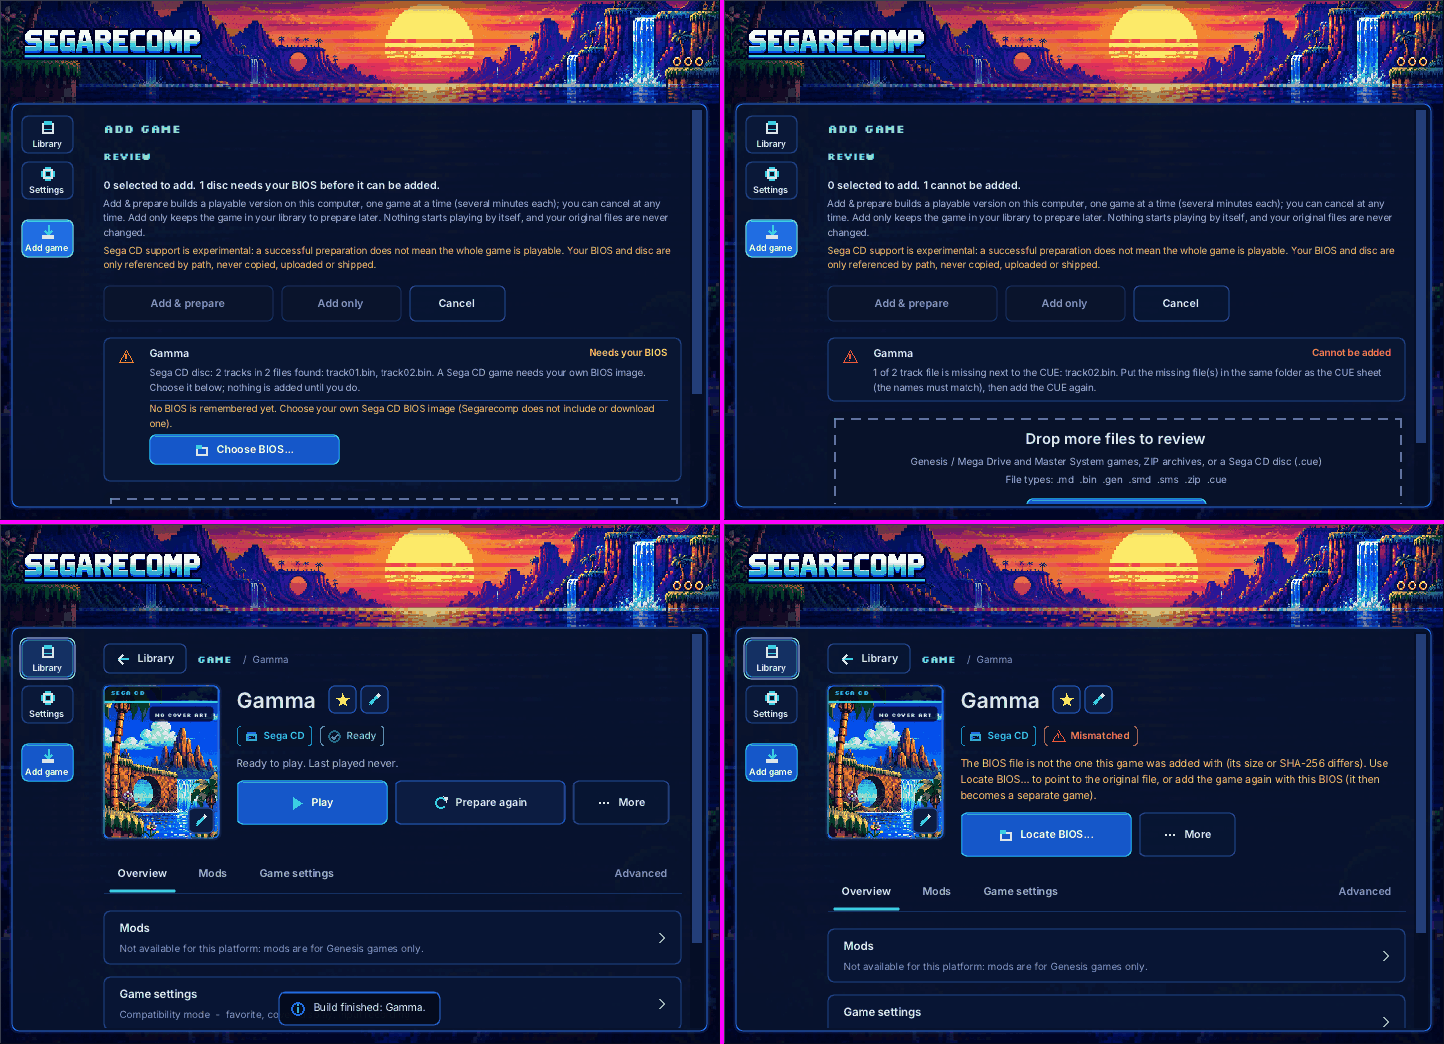 SEGARECOMP
Library
Settings
Add game
ADD GAME
REVIEW
0 selected to add. 1 disc needs your BIOS before it can be added.
Add & prepare builds a playable version on this computer, one game at a time (several minutes each); you can cancel at any
time. Add only keeps the game in your library to prepare later. Nothing starts playing by itself, and your original files are never
changed.
Sega CD support is experimental: a successful preparation does not mean the whole game is playable. Your BIOS and disc are
only referenced by path, never copied, uploaded or shipped.
Add & prepare
Add only
Cancel
Gamma
Needs your BIOS
Sega CD disc: 2 tracks in 2 files found: track01.bin, track02.bin. A Sega CD game needs your own BIOS image.
Choose it below; nothing is added until you do.
No BIOS is remembered yet. Choose your own Sega CD BIOS image (Segarecomp does not include or download
one).
Choose BIOS...
SEGARECOMP
Library
Settings
Add game
ADD GAME
REVIEW
0 selected to add. 1 cannot be added.
Add & prepare builds a playable version on this computer, one game at a time (several minutes each); you can cancel at any
time. Add only keeps the game in your library to prepare later. Nothing starts playing by itself, and your original files are never
changed.
Sega CD support is experimental: a successful preparation does not mean the whole game is playable. Your BIOS and disc are
only referenced by path, never copied, uploaded or shipped.
Add & prepare
Add only
Cancel
Gamma
Cannot be added
1 of 2 track file is missing next to the CUE: track02.bin. Put the missing file(s) in the same folder as the CUE sheet
(the names must match), then add the CUE again.
Drop more files to review
Genesis / Mega Drive and Master System games, ZIP archives, or a Sega CD disc (.cue)
File types: .md .bin .gen .smd .sms .zip .cue
SEGARECOMP
Library
Settings
Add game
Library
GAME / Gamma
SEGA CD
NO COVER ART
Gamma
Sega CD
Ready
Ready to play. Last played never.
Play
Prepare again
More
Overview
Mods
Game settings
Advanced
Mods
Not available for this platform: mods are for Genesis games only.
Game settings
Compatibility mode - favorite, co
Build finished: Gamma.
SEGARECOMP
Library
Settings
Add game
Library
GAME / Gamma
SEGA CD
NO COVER ART
Gamma
Sega CD
Mismatched
The BIOS file is not the one this game was added with (its size or SHA-256 differs). Use
Locate BIOS... to point to the original file, or add the game again with this BIOS (it then
becomes a separate game).
Locate BIOS...
More
Overview
Mods
Game settings
Advanced
Mods
Not available for this platform: mods are for Genesis games only.
Game settings